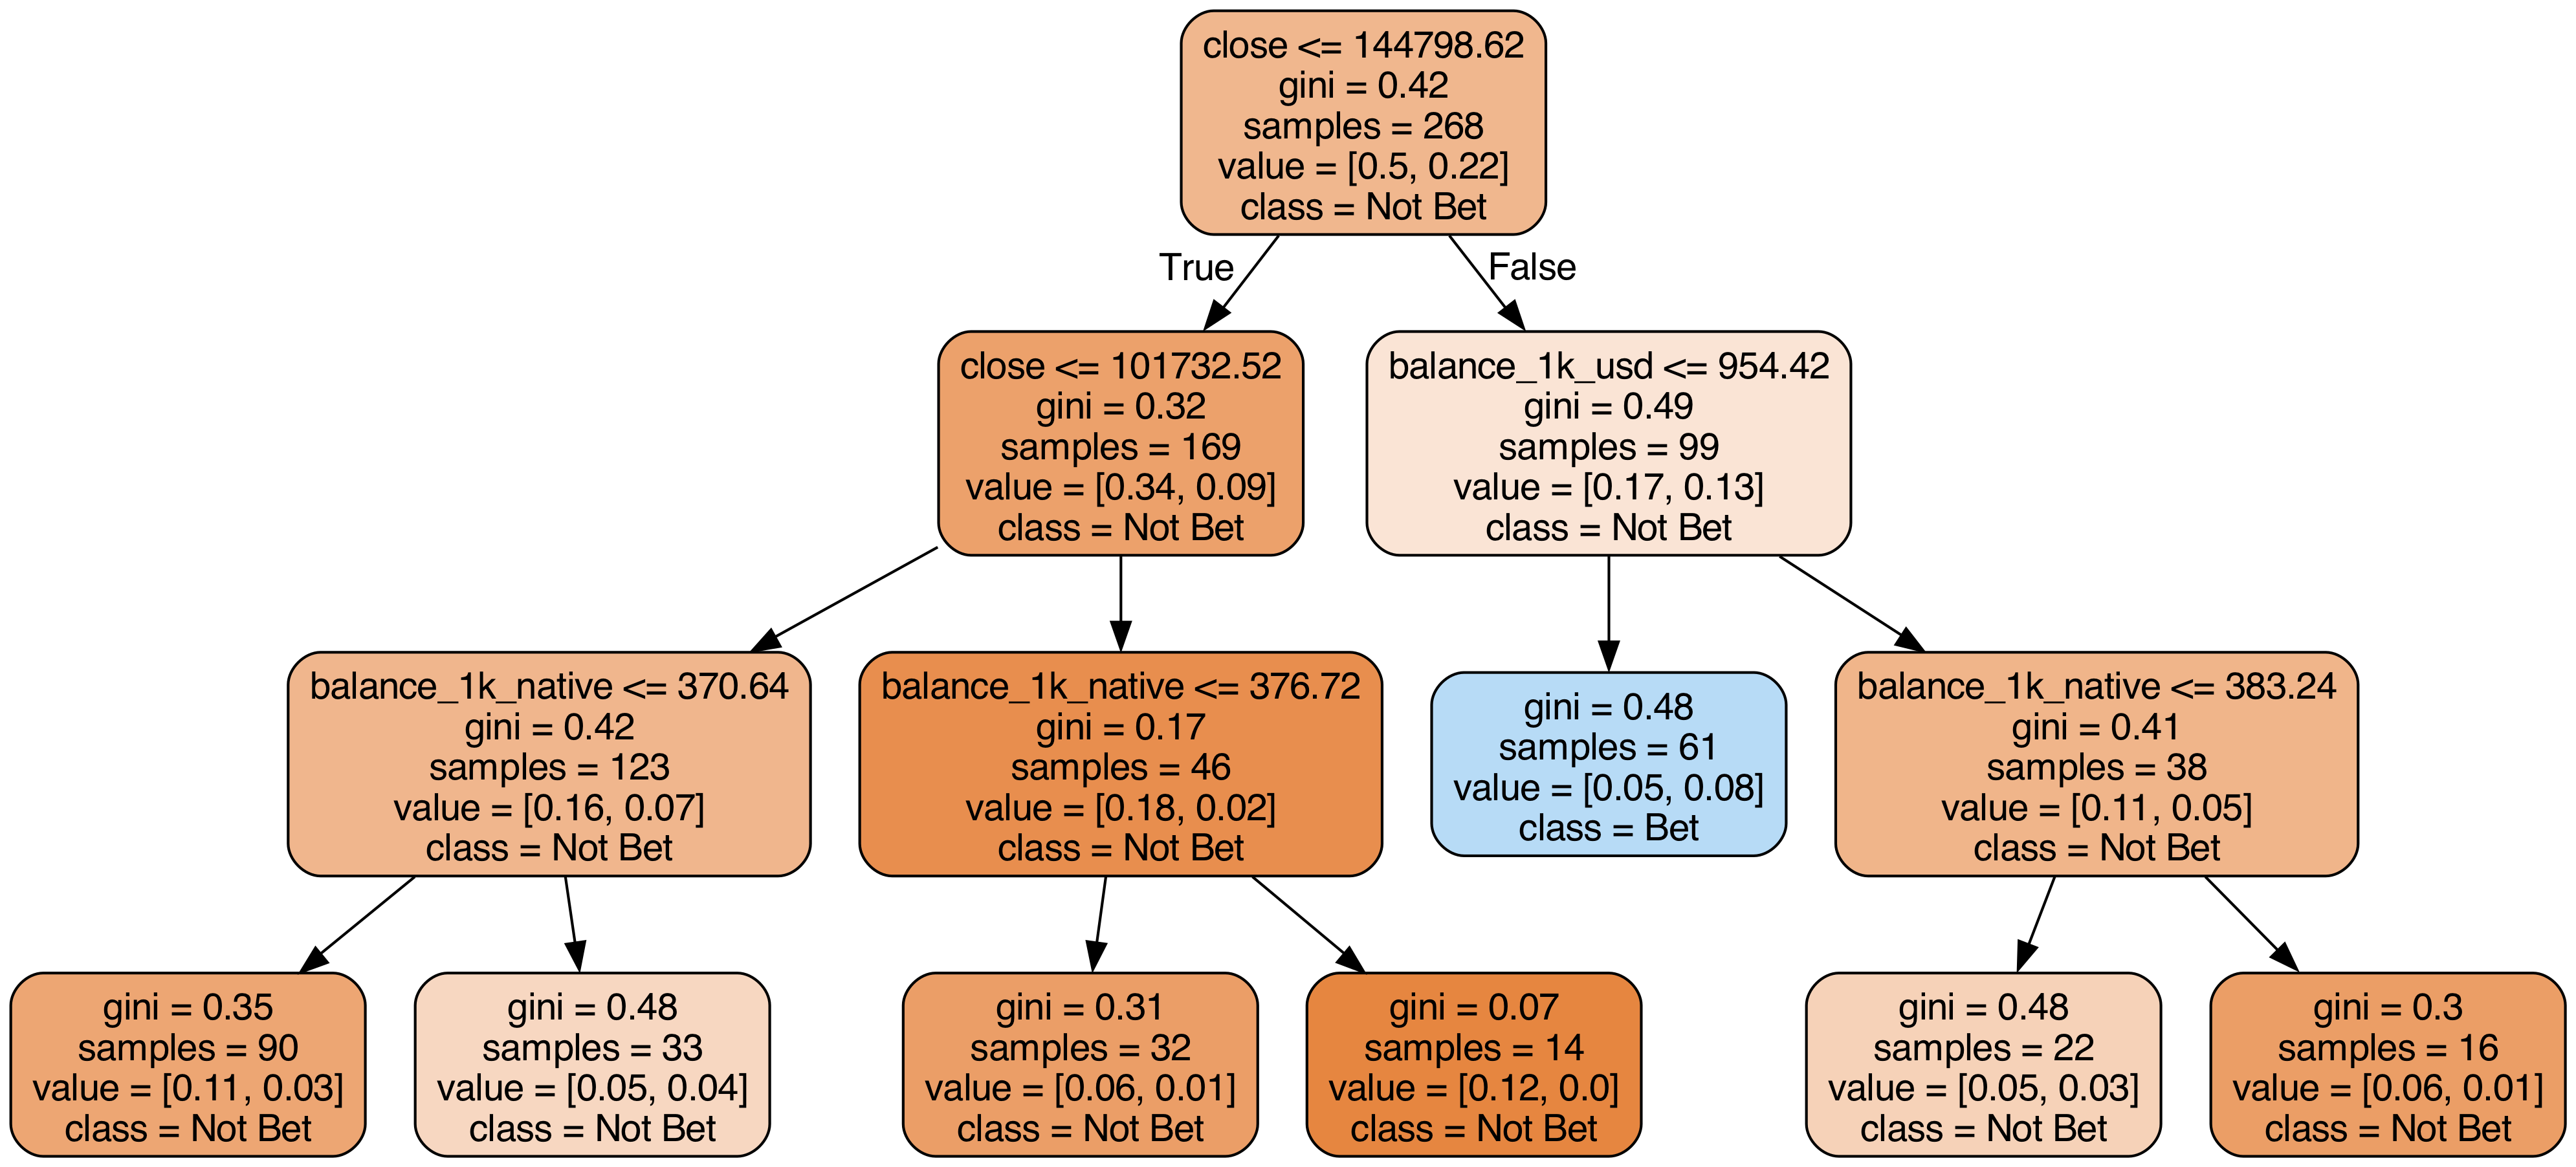 close <= 144798.62
gini = 0.42
samples = 268
value = [0.5, 0.22]
class = Not Bet
True
False
close <= 101732.52
gini = 0.32
samples = 169
value = [0.34, 0.09]
class = Not Bet
balance_1k_usd <= 954.42
gini = 0.49
samples = 99
value = [0.17, 0.13]
class = Not Bet
balance_1k_native <= 370.64
gini = 0.42
samples = 123
value = [0.16, 0.07]
class = Not Bet
balance_1k_native <= 376.72
gini = 0.17
samples = 46
value = [0.18, 0.02]
class = Not Bet
gini = 0.48
samples = 61
value = [0.05, 0.08]
class = Bet
balance_1k_native <= 383.24
gini = 0.41
samples = 38
value = [0.11, 0.05]
class = Not Bet
gini = 0.35
samples = 90
value = [0.11, 0.03]
class = Not Bet
gini = 0.48
samples = 33
value = [0.05, 0.04]
class = Not Bet
gini = 0.31
samples = 32
value = [0.06, 0.01]
class = Not Bet
gini = 0.07
samples = 14
value = [0.12, 0.0]
class = Not Bet
gini = 0.48
samples = 22
value = [0.05, 0.03]
class = Not Bet
gini = 0.3
samples = 16
value = [0.06, 0.01]
class = Not Bet